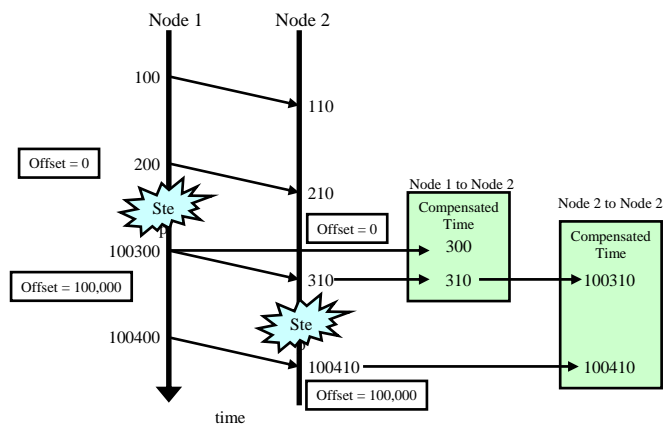 Node 1
Node 2
100
110
Offset = 0
200
210
Step
Node 1 to Node 2
Node 2 to Node 2
Compensated
Time
Compensated
Time
Offset = 0
300
100300
310
310
100310
Offset = 100,000
Step
100400
100410
100410
Offset = 100,000
time